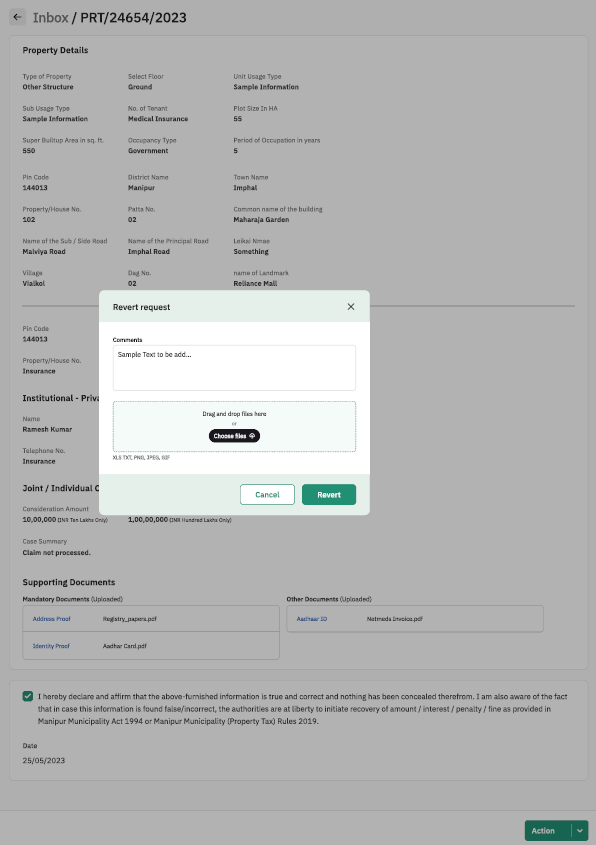 Inbox / PRT/24654/2023
Property Details
Type of Property Select Floor Unit Usage Type
Other Structure Ground Sample Information
Sub Usage Type No. of Tenant Plot Size In HA
Sample Information Medical Insurance 55
Super Builtup Area in sq. ft. Occupancy Type Period of Occupation in years
550 Government 5
Pin Code District Name Town Name
144013 Manipur Imphal
Property/House No. Patta No. Common name of the building
102 02 Maharaja Garden
Name of the Sub / Side Road Name of the Principal Road Leikai Nmae
Malviya Road Imphal Road Something
Village Dag No. name of Landmark
Vialkol 02 Reliance Mall
Revert request
Comments
Sample Text to be add...
Drag and drop files here
or
Choose files
XLS TXT, PNG, JPEG, GIF
Cancel Revert
Pin Code
144013
Property/House No.
Insurance
Institutional - Priva
Name
Ramesh Kumar
Telephone No.
Insurance
Joint / Individual C
Consideration Amount
10,00,000 (INR Ten Lakhs Only) 1,00,00,000 (INR Hundred Lakhs Only)
Case Summary
Claim not processed.
Supporting Documents
Mandatory Documents (Uploaded) Other Documents (Uploaded)
Address Proof Registry_papers.pdf Aadhaar ID Netmeds Invoice.pdf
Identity Proof Aadhar Card.pdf
I hereby declare and affirm that the above-furnished information is true and correct and nothing has been concealed therefrom. I am also aware of the fact
that in case this information is found false/incorrect, the authorities are at liberty to initiate recovery of amount / interest / penalty / fine as provided in
Manipur Municipality Act 1994 or Manipur Municipality (Property Tax) Rules 2019.
Date
25/05/2023
Action